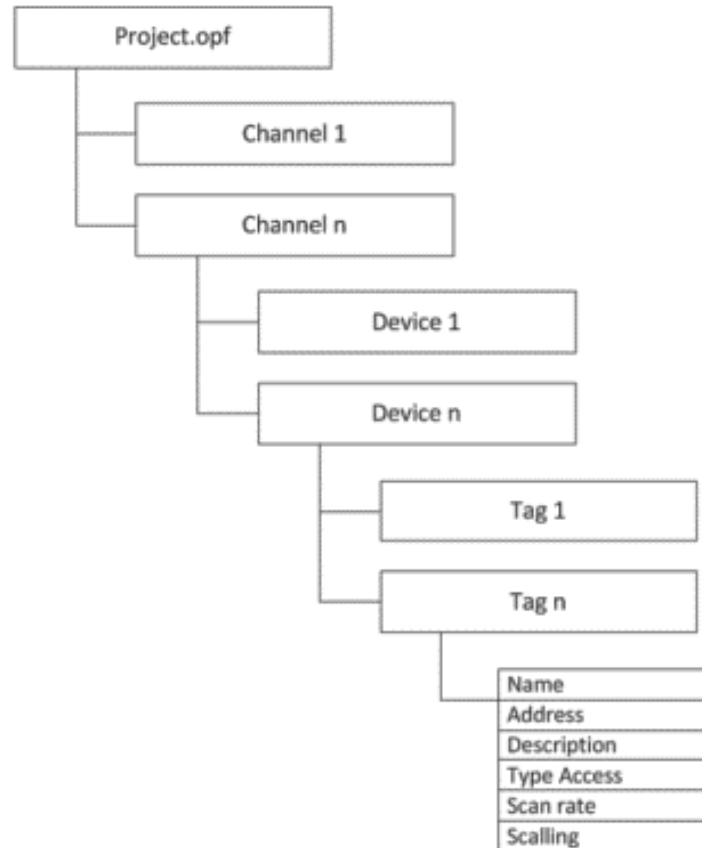 Project.opf
Channel 1
Channel n
Device 1
Device n
Tag 1
Tag n
Name
Address
Description
Type Access
Scan rate
Scalling